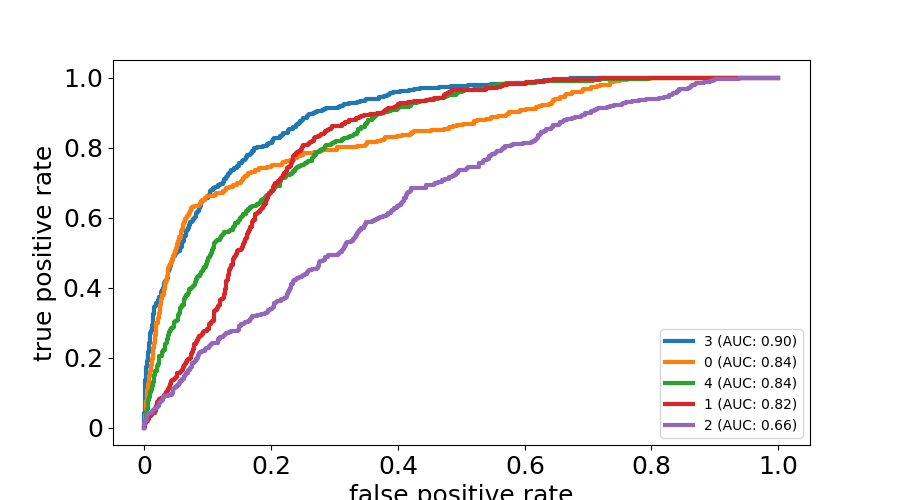 true positive rate
1.0
0.8
0.6
0.4
0.2
0
0
0.2
0.4
0.6
0.8
1.0
false positive rate
3 (AUC: 0.90)
0 (AUC: 0.84)
4 (AUC: 0.84)
1 (AUC: 0.82)
2 (AUC: 0.66)